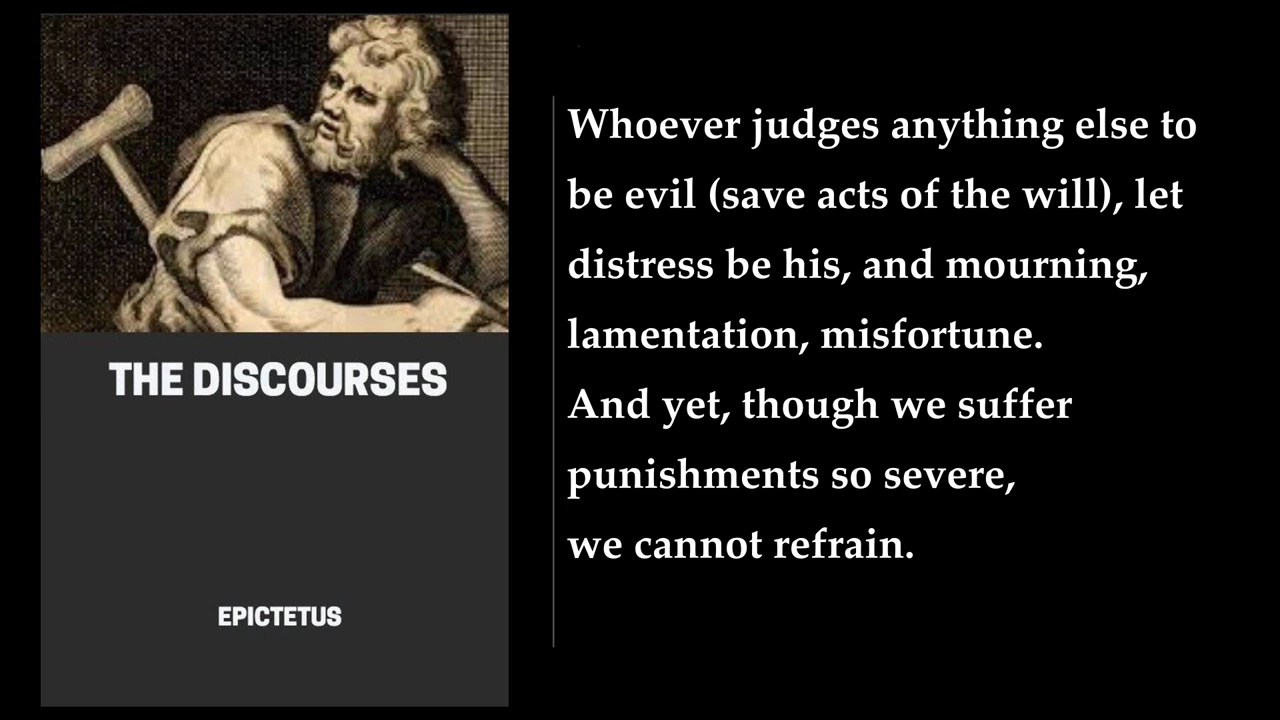 THE DISCOURSES
EPICTETUS
Whoever judges anything else to
be evil (save acts of the will), let
distress be his, and mourning,
lamentation, misfortune.
And yet, though we suffer
punishments so severe,
we cannot refrain.